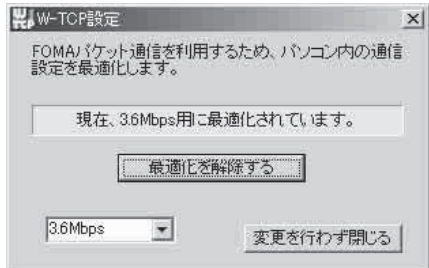 W-TCP設定
FOMAパケット通信を利用するため、パソコン内の通信
設定を最適化します。
現在、3.6Mbps用に最適化されています。
最適化を解除する
3.6Mbps
変更を行わず閉じる